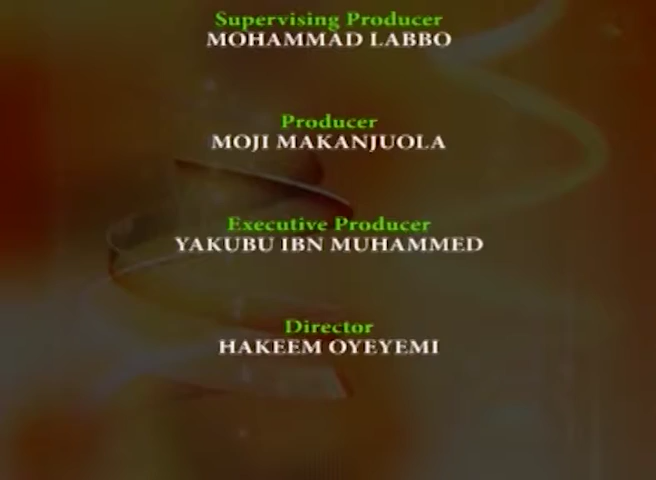 Supervising Producer
MOHAMMAD LABBO
Producer
MOJI MAKANJUOLA
Executive Producer
YAKUBU IBN MUHAMMED
Director
HAKEEM OYEYEMI